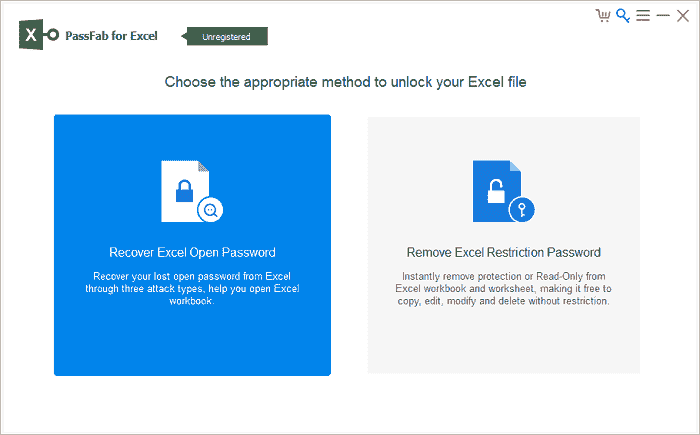 X PassFab for Excel Unregistered
Choose the appropriate method to unlock your Excel file
Recover Excel Open Password
Recover your lost open password from Excel
through three attack types, help you open Excel
workbook.
Remove Excel Restriction Password
Instantly remove protection or Read-Only from
Excel workbook and worksheet, making it free to
copy, edit, modify and delete without restriction.